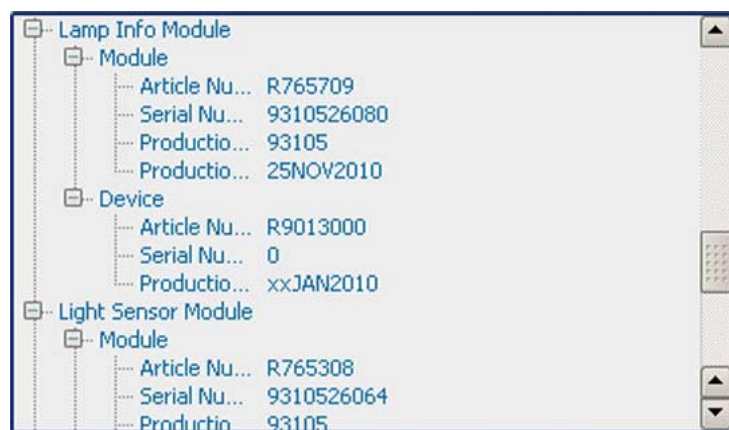 Lamp Info Module
Module
Article Nu... R765709
Serial Nu... 9310526080
Productio... 93105
Productio... 25NOV2010
Device
Article Nu... R9013000
Serial Nu... 0
Productio... xxJAN2010
Light Sensor Module
Module
Article Nu... R765308
Serial Nu... 9310526064
Productio... 93105